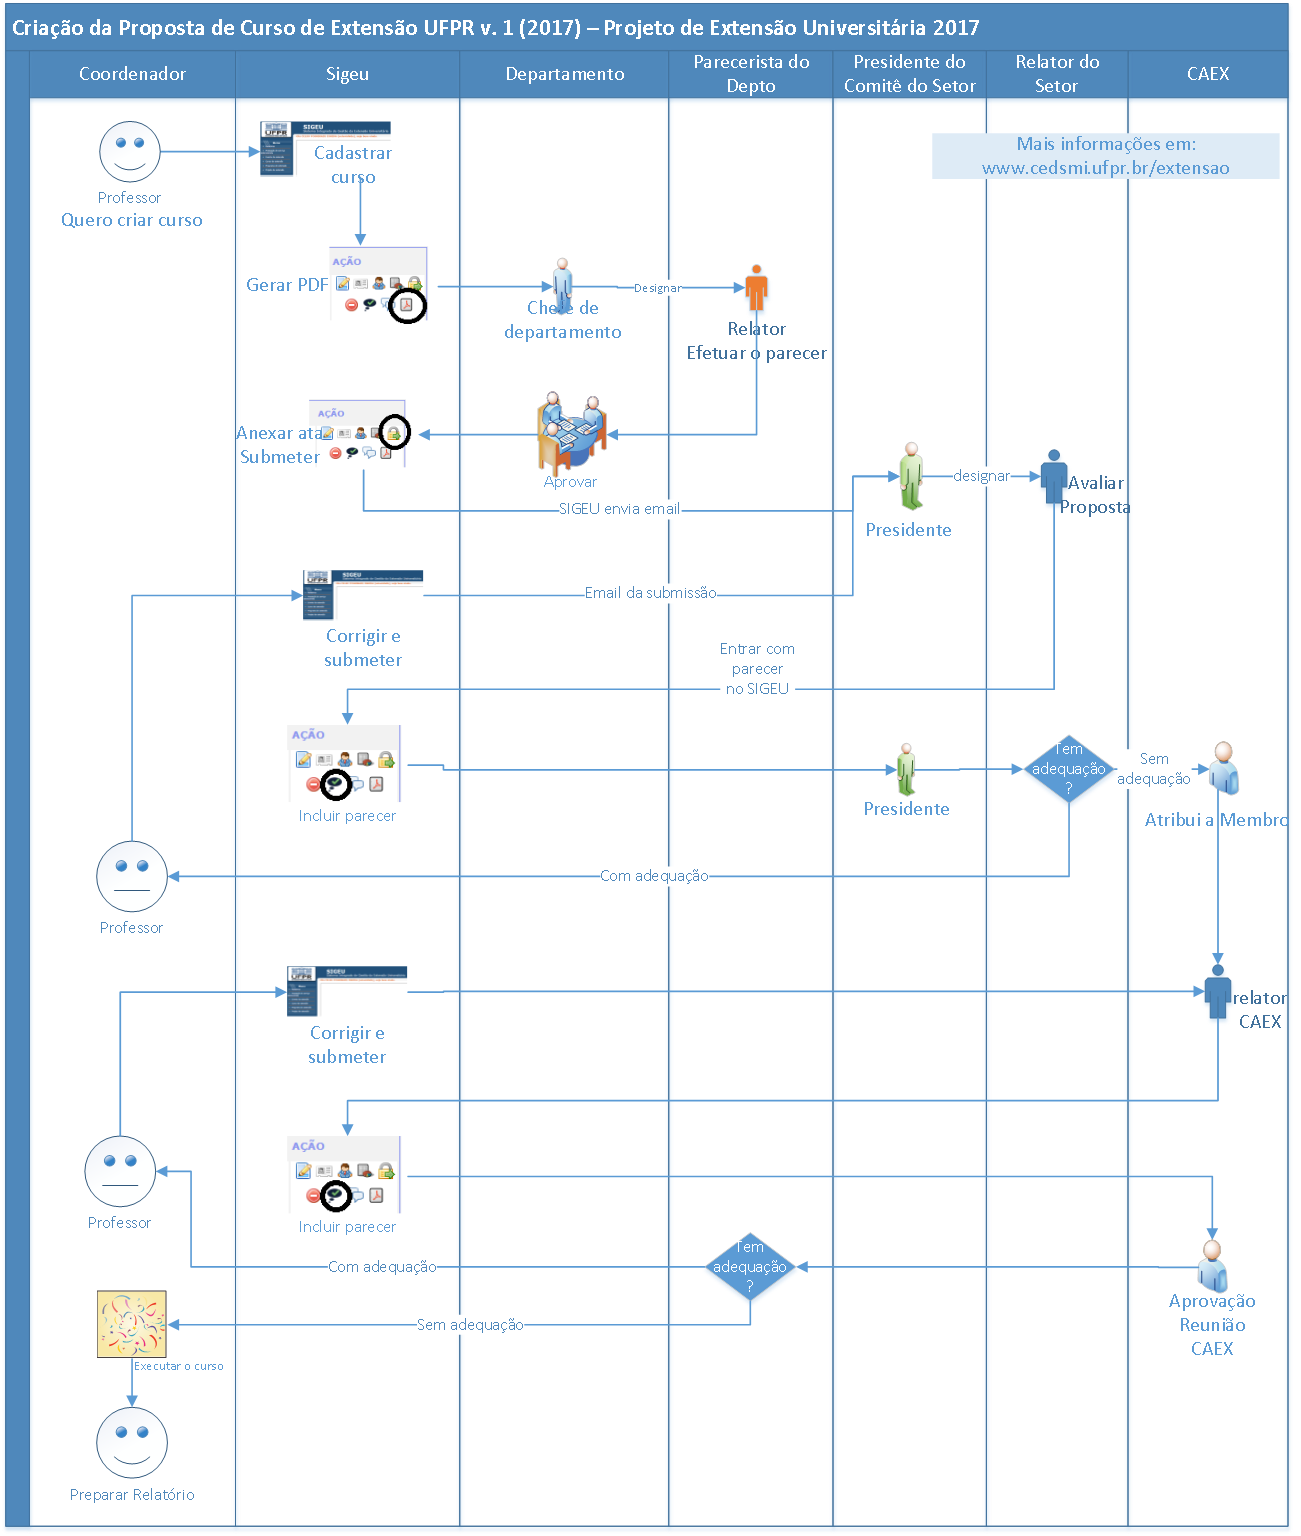 Criação da Proposta de Curso de Extensão UFPR v. 1 (2017) – Projeto de Extensão Universitária 2017
Coordenador
Sigeu
Departamento
Parecerista do
Depto
Presidente do
Comitê do Setor
Relator do
Setor
CAEX
Mais informações em:
www.cedsmi.ufpr.br/extensao
Professor
Quero criar curso
UFPR
SIGEU
Cadastrar
curso
AÇÃO
Gerar PDF
Chefe de
departamento
Designar
Relator
Efetuar o parecer
AÇÃO
Anexar ata
Submeter
Aprovar
SIGEU envia email
Presidente
designar
Avaliar
Proposta
UFPR
SIGEU
Corrigir e
submeter
Email da submissão
Entrar com
parecer
no SIGEU
AÇÃO
Incluir parecer
Presidente
Tem
adequação
?
Sem
adequação
Atribui a Membro
Com adequação
Professor
UFPR
SIGEU
Corrigir e
submeter
relator
CAEX
AÇÃO
Incluir parecer
Professor
Tem
adequação
?
Com adequação
Aprovação
Reunião
CAEX
Sem adequação
Executar o curso
Preparar Relatório